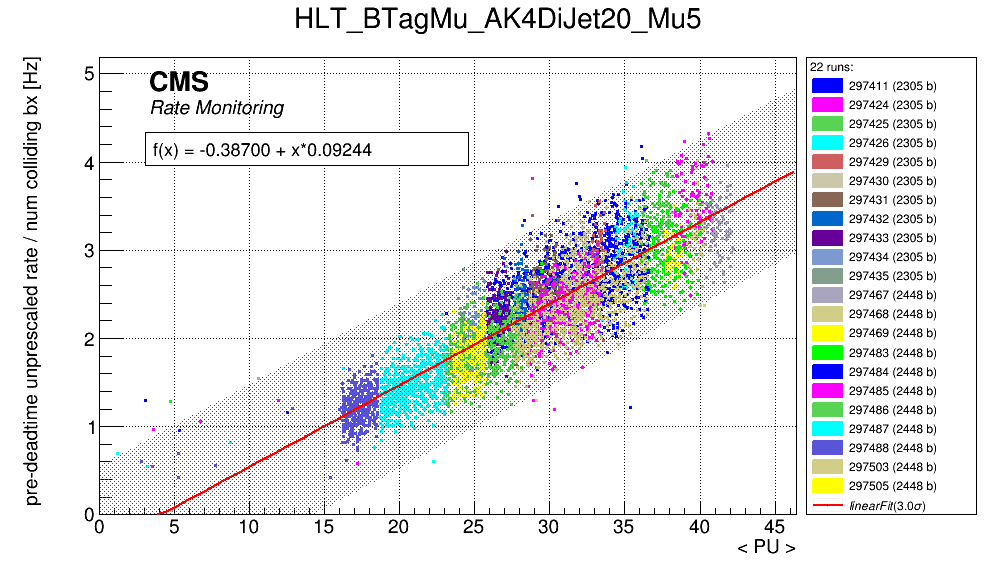 HLT_BTagMu_AK4DiJet20_Mu5
pre-deadtime unprescaled rate / num colliding bx [Hz]
CMS
Rate Monitoring
f(x) = -0.38700 + x*0.09244
5
4
3
2
1
0
0 5 10 15 20 25 30 35 40 45
< PU >
22 runs:
297411 (2305 b)
297424 (2305 b)
297425 (2305 b)
297426 (2305 b)
297429 (2305 b)
297430 (2305 b)
297431 (2305 b)
297432 (2305 b)
297433 (2305 b)
297434 (2305 b)
297435 (2305 b)
297467 (2448 b)
297468 (2448 b)
297469 (2448 b)
297483 (2448 b)
297484 (2448 b)
297485 (2448 b)
297486 (2448 b)
297487 (2448 b)
297488 (2448 b)
297503 (2448 b)
297505 (2448 b)
linearFit(3.0σ)